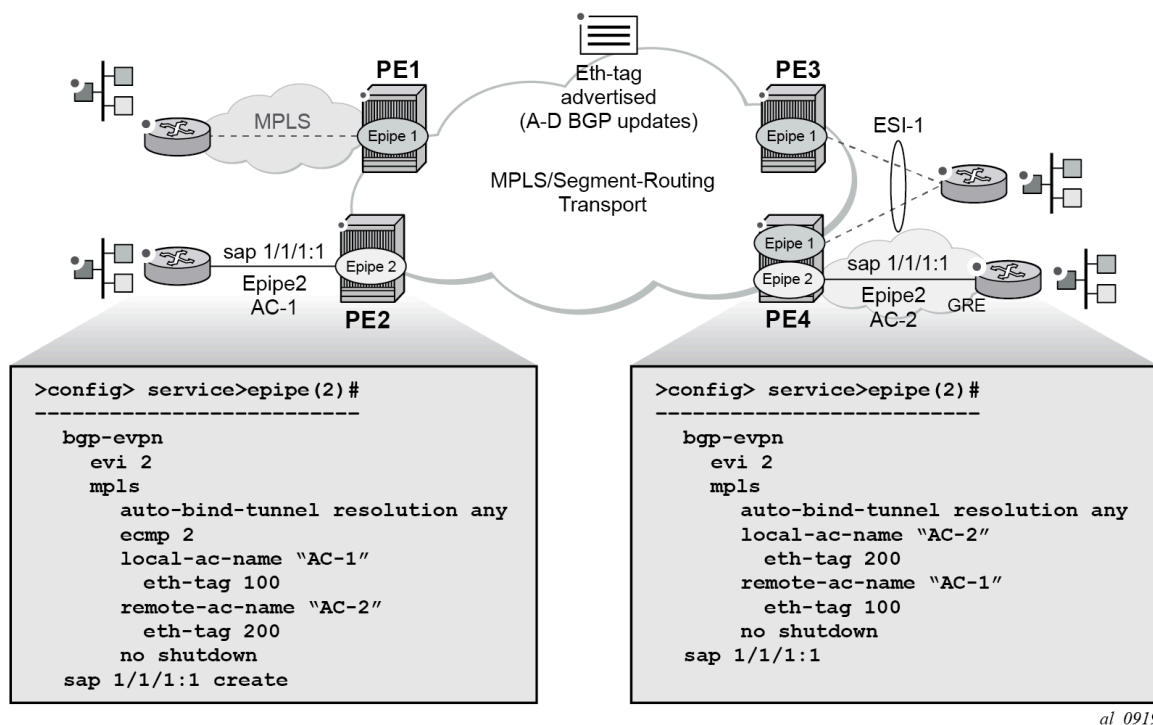 PE1
Eth-tag
advertised
(A-D BGP updates)
PE3
MPLS
Epipe 1
Epipe 1
ESI-1
MPLS/Segment-Routing
Transport
sap 1/1/1:1
Epipe2
AC-1
Epipe 2
PE2
Epipe 1
Epipe 2
PE4
sap 1/1/1:1
Epipe2
AC-2
GRE
>config> service>epipe(2)#
--------------------------
bgp-evpn
evi 2
mpls
auto-bind-tunnel resolution any
ecmp 2
local-ac-name “AC-1”
eth-tag 100
remote-ac-name “AC-2”
eth-tag 200
no shutdown
sap 1/1/1:1 create
>config> service>epipe(2)#
--------------------------
bgp-evpn
evi 2
mpls
auto-bind-tunnel resolution any
local-ac-name “AC-2”
eth-tag 200
remote-ac-name “AC-1”
eth-tag 100
no shutdown
sap 1/1/1:1
al_0919